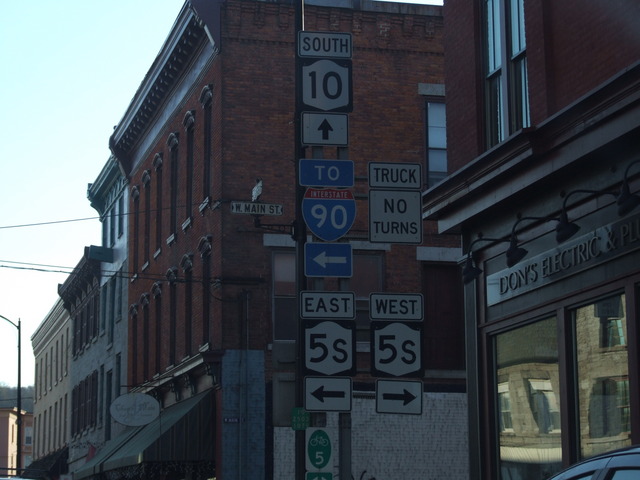 SOUTH
10
TO
INTERSTATE
90
TRUCK
NO
TURNS
W. MAIN ST.
EAST
5S
WEST
5S
5
DON'S ELECTRIC & PL